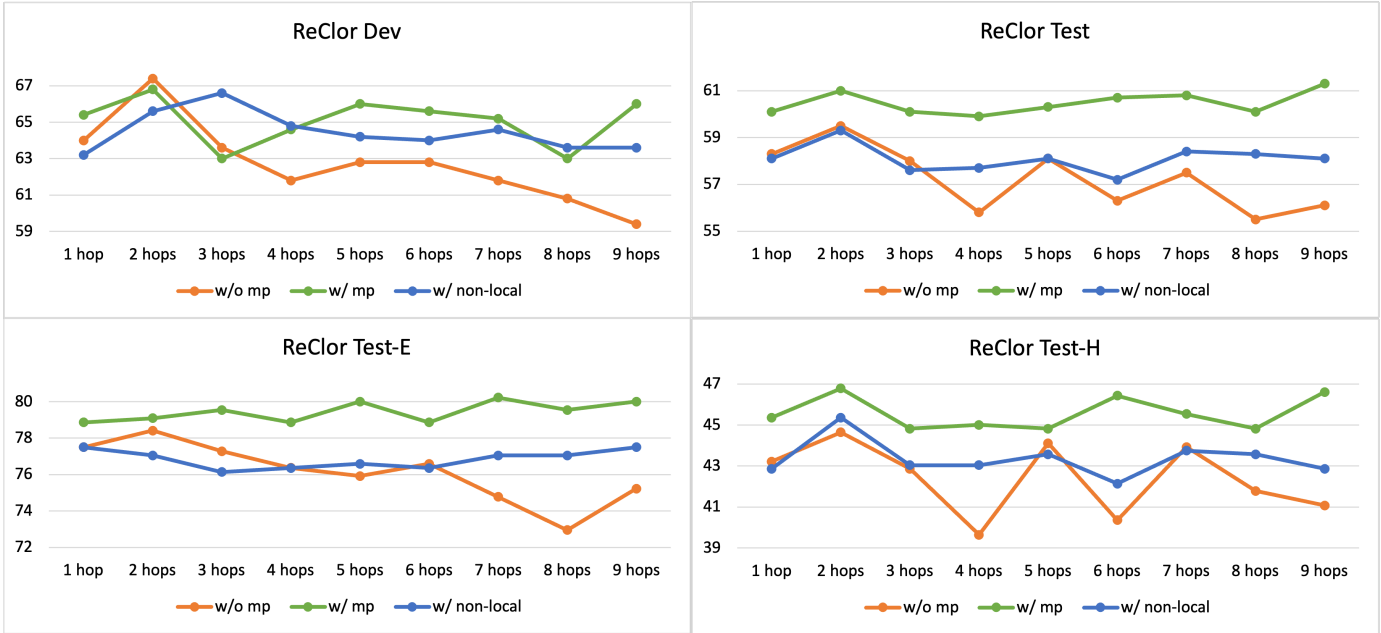 ReClor Dev
67
65
63
61
59
1 hop 2 hops 3 hops 4 hops 5 hops 6 hops 7 hops 8 hops 9 hops
w/o mp w/ mp w/ non-local
ReClor Test
61
59
57
55
1 hop 2 hops 3 hops 4 hops 5 hops 6 hops 7 hops 8 hops 9 hops
w/o mp w/ mp w/ non-local
ReClor Test-E
80
78
76
74
72
1 hop 2 hops 3 hops 4 hops 5 hops 6 hops 7 hops 8 hops 9 hops
w/o mp w/ mp w/ non-local
ReClor Test-H
47
45
43
41
39
1 hop 2 hops 3 hops 4 hops 5 hops 6 hops 7 hops 8 hops 9 hops
w/o mp w/ mp w/ non-local